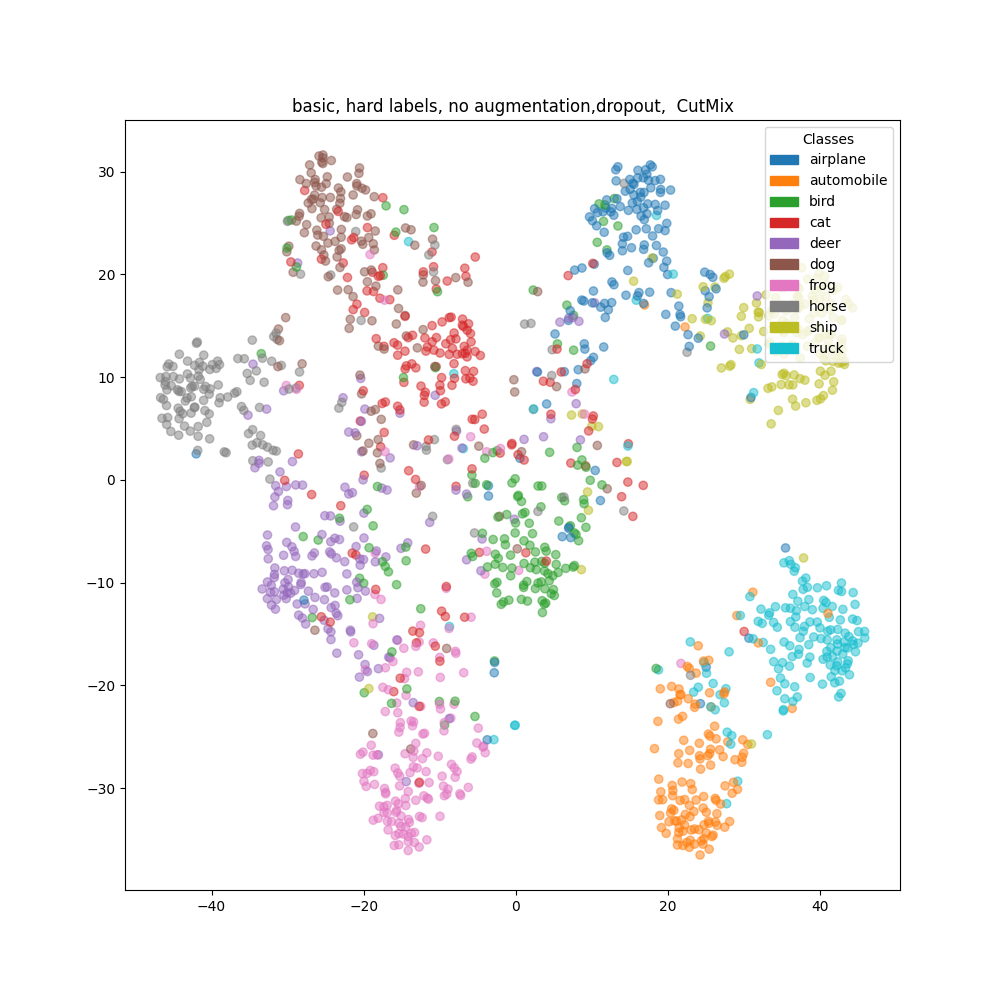 basic, hard labels, no augmentation,dropout,  CutMix
Classes
airplane
automobile
bird
cat
deer
dog
frog
horse
ship
truck
30
20
10
0
−10
−20
−30
−40
−20
0
20
40